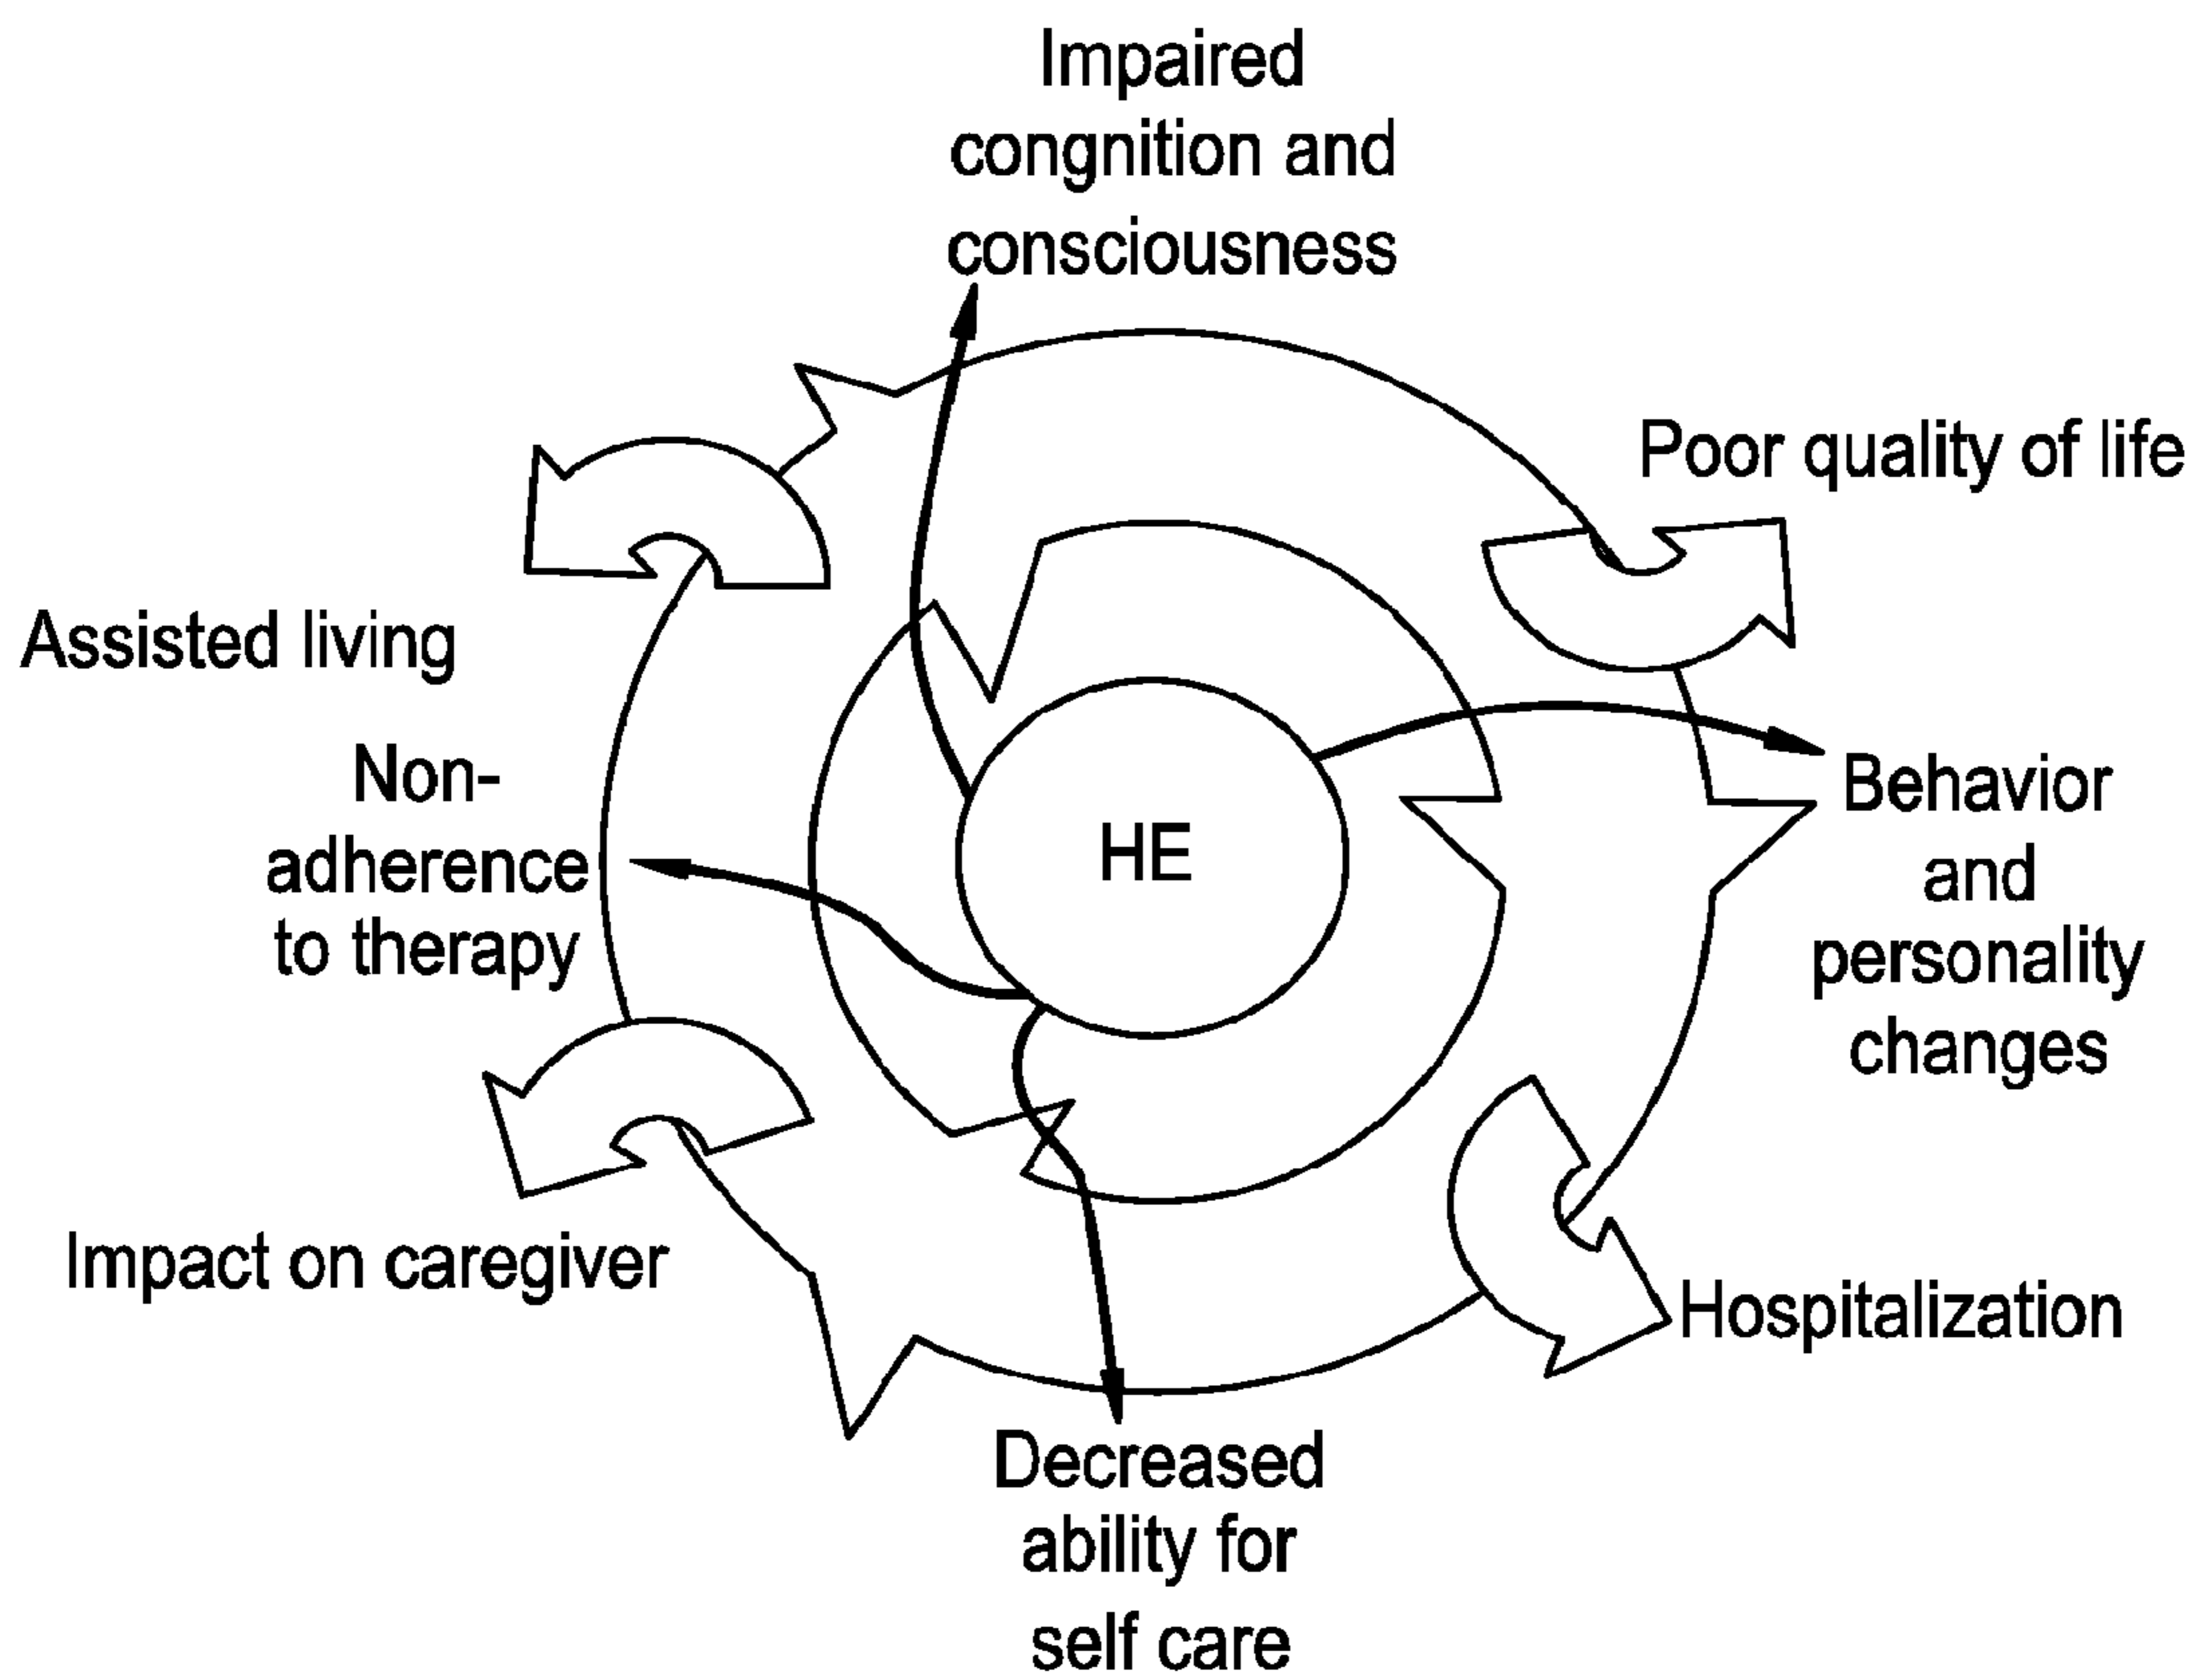 Impaired
congnition and
consciousness
Poor quality of life
Assisted living
Non-
adherence
to therapy
HE
Behavior
and
personality
changes
Impact on caregiver
Hospitalization
Decreased
ability for
self care